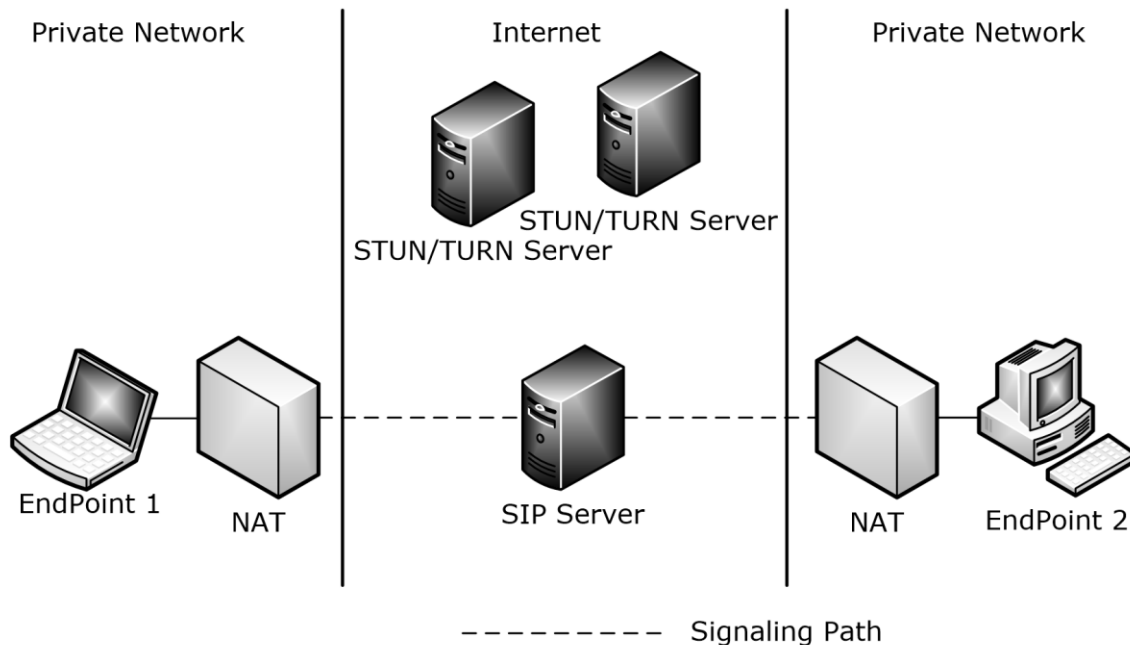 Private Network
Internet
Private Network
STUN/TURN Server
STUN/TURN Server
EndPoint 1
NAT
SIP Server
NAT
EndPoint 2
Signaling Path